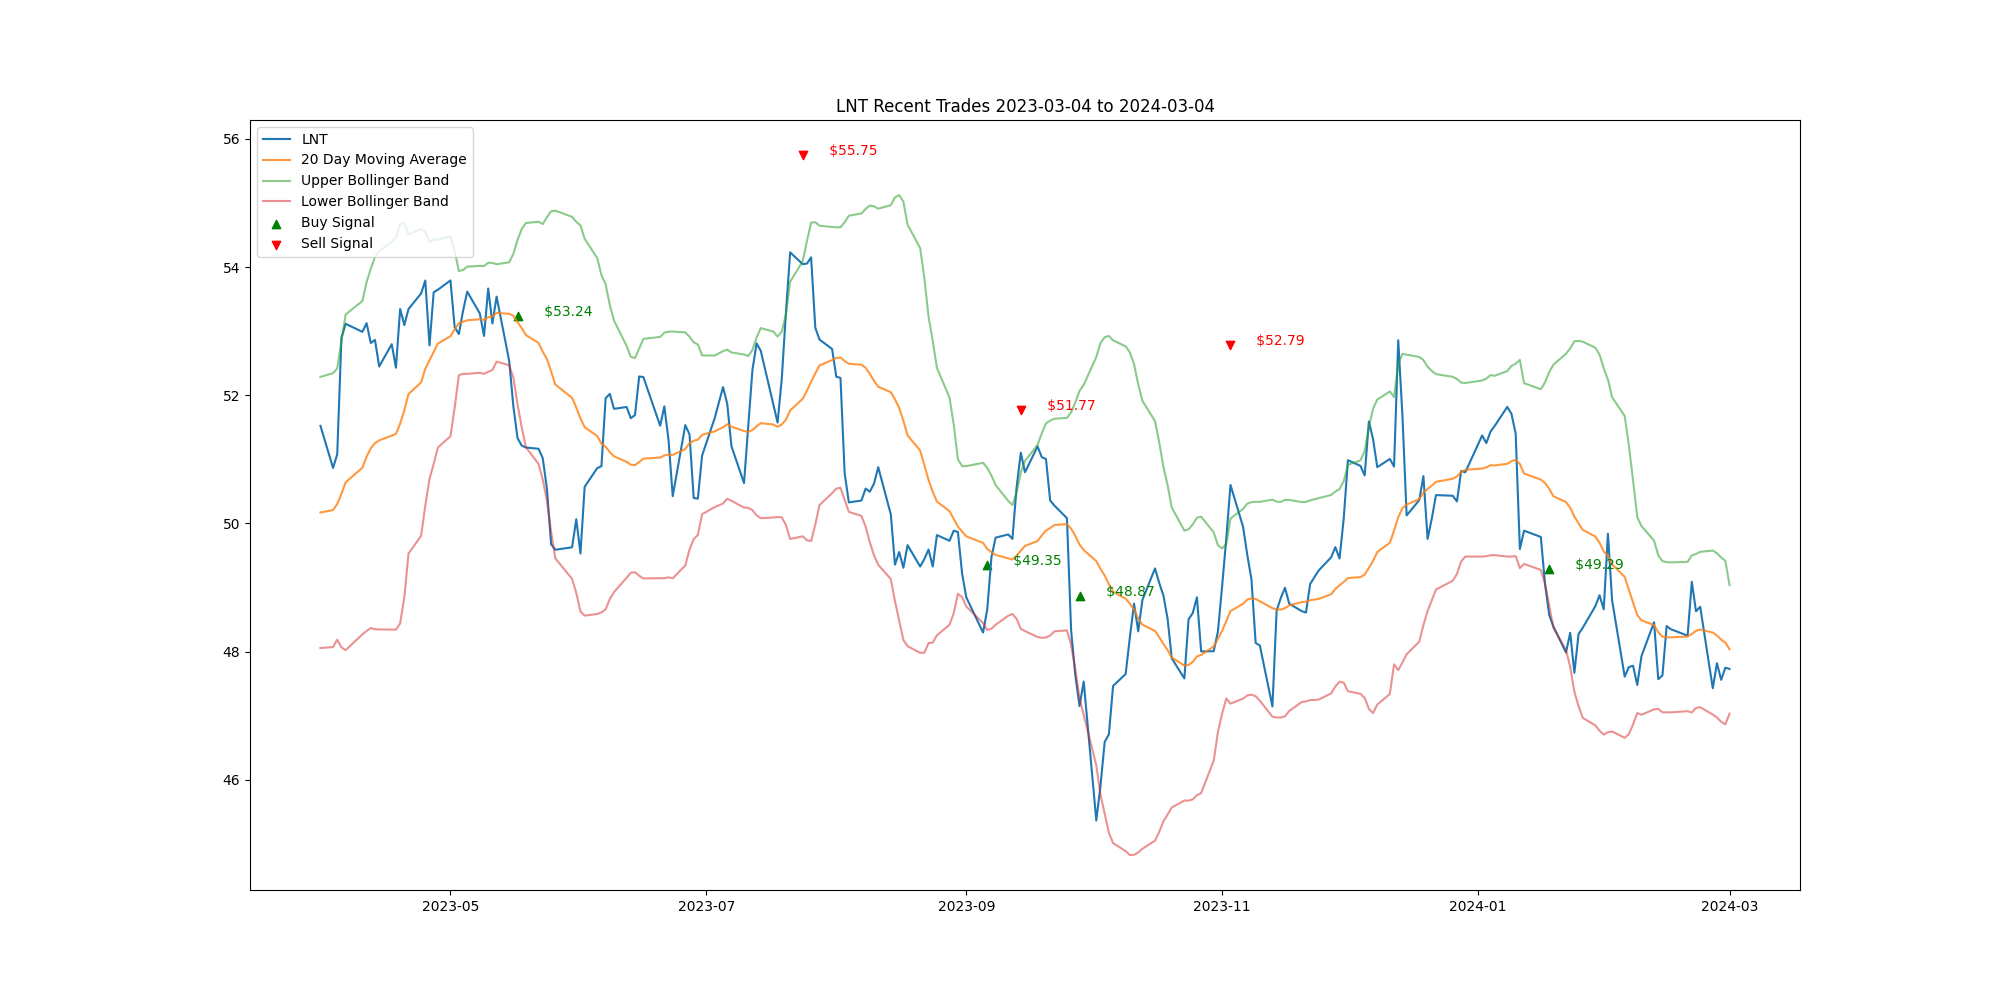 LNT Recent Trades 2023-03-04 to 2024-03-04
56
54
52
50
48
46
LNT
20 Day Moving Average
Upper Bollinger Band
Lower Bollinger Band
Buy Signal
Sell Signal
$55.75
$53.24
$52.79
$51.77
$49.35
$49.29
$48.87
2023-05
2023-07
2023-09
2023-11
2024-01
2024-03